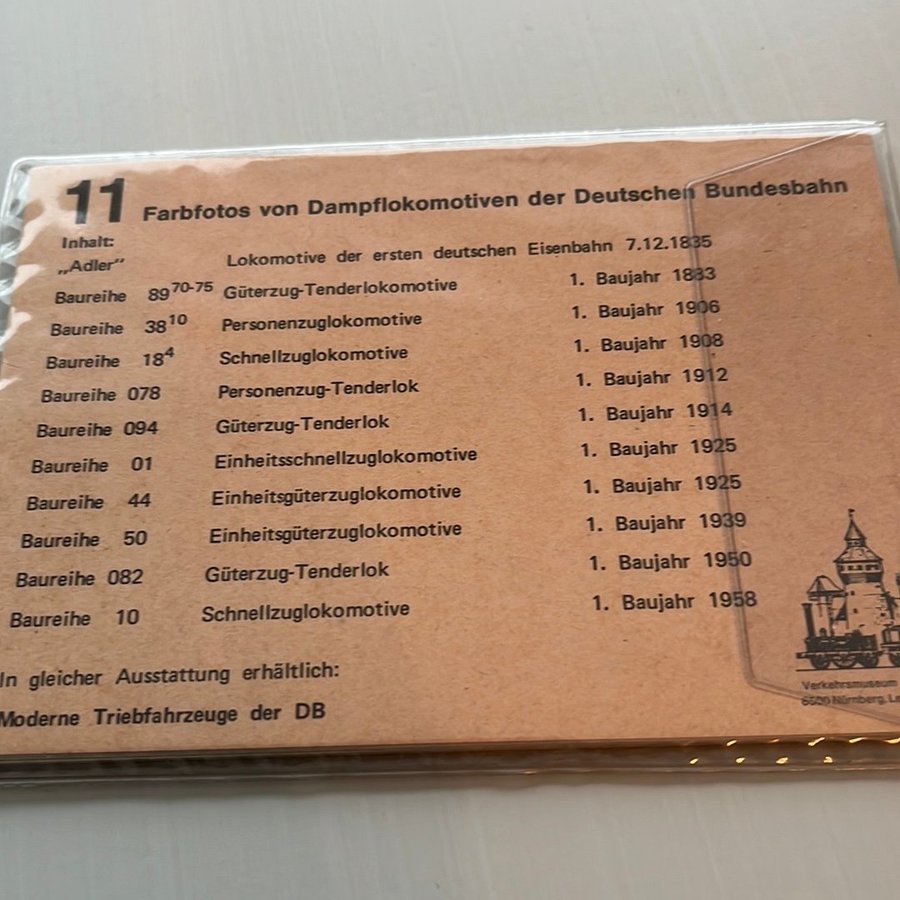 11 Farbfotos von Dampflokomotiven der Deutschen Bundesbahn
Inhalt:
„Adler" Lokomotive der ersten deutschen Eisenbahn 7.12.1835
Baureihe 89⁷⁰⁻⁷⁵ Güterzug-Tenderlokomotive 1. Baujahr 1883
Baureihe 38¹⁰ Personenzuglokomotive 1. Baujahr 1906
Baureihe 18⁴ Schnellzuglokomotive 1. Baujahr 1908
Baureihe 078 Personenzug-Tenderlok 1. Baujahr 1912
Baureihe 094 Güterzug-Tenderlok 1. Baujahr 1914
Baureihe 01 Einheitsschnellzuglokomotive 1. Baujahr 1925
Baureihe 44 Einheitsgüterzuglokomotive 1. Baujahr 1925
Baureihe 50 Einheitsgüterzuglokomotive 1. Baujahr 1939
Baureihe 082 Güterzug-Tenderlok 1. Baujahr 1950
Baureihe 10 Schnellzuglokomotive 1. Baujahr 1958
In gleicher Ausstattung erhältlich:
Moderne Triebfahrzeuge der DB
Verkehrsmuseum
Nürnberg, Le